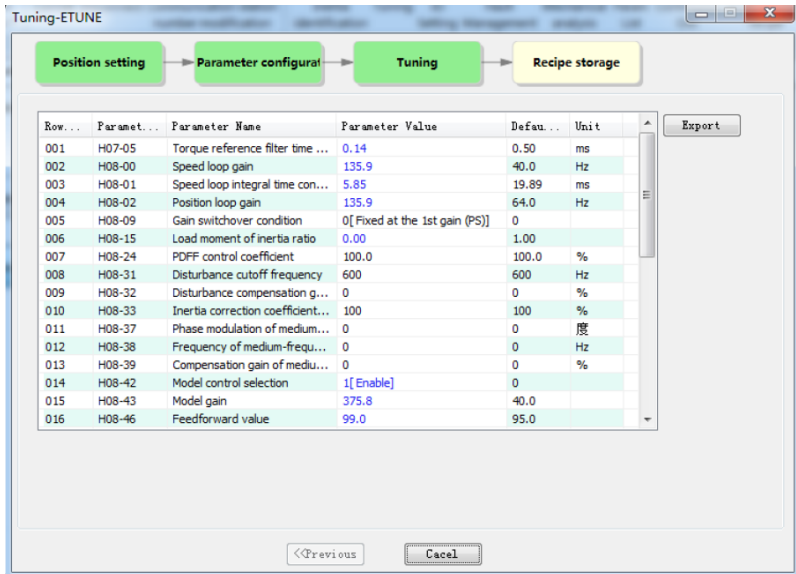 Tuning-ETUNE
Position setting Parameter configurat Tuning Recipe storage
Row... Paramet... Parameter Name Parameter Value Defau... Unit Export
001 H07-05 Torque reference filter time ... 0.14 0.50 ms
002 H08-00 Speed loop gain 135.9 40.0 Hz
003 H08-01 Speed loop integral time con... 5.85 19.89 ms
004 H08-02 Position loop gain 135.9 64.0 Hz
005 H08-09 Gain switchover condition 0[Fixed at the 1st gain (PS)] 0
006 H08-15 Load moment of inertia ratio 0.00 1.00
007 H08-24 PDFF control coefficient 100.0 100.0 %
008 H08-31 Disturbance cutoff frequency 600 600 Hz
009 H08-32 Disturbance compensation g... 0 0 %
010 H08-33 Inertia correction coefficient... 100 100 %
011 H08-37 Phase modulation of medium... 0 0 度
012 H08-38 Frequency of medium-frequ... 0 0 Hz
013 H08-39 Compensation gain of mediu... 0 0 %
014 H08-42 Model control selection 1[Enable] 0
015 H08-43 Model gain 375.8 40.0
016 H08-46 Feedforward value 99.0 95.0
<<Previous Cacel